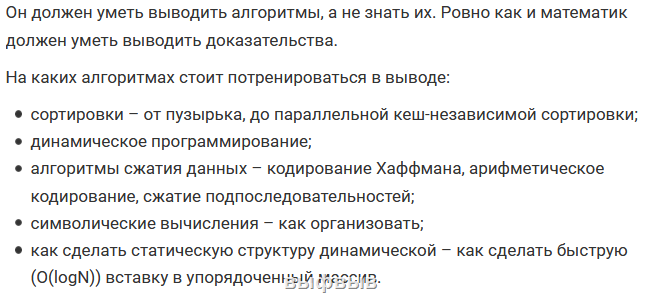 Он должен уметь выводить алгоритмы, а не знать их. Ровно как и математик
должен уметь выводить доказательства.
На каких алгоритмах стоит потренироваться в выводе:
• сортировки – от пузырька, до параллельной кеш-независимой сортировки;
• динамическое программирование;
• алгоритмы сжатия данных – кодирование Хаффмана, арифметическое
кодирование, сжатие подпоследовательностей;
• символические вычисления – как организовать;
• как сделать статическую структуру динамической – как сделать быструю
(O(logN)) вставку в упорядоченный массив.
выфвыв